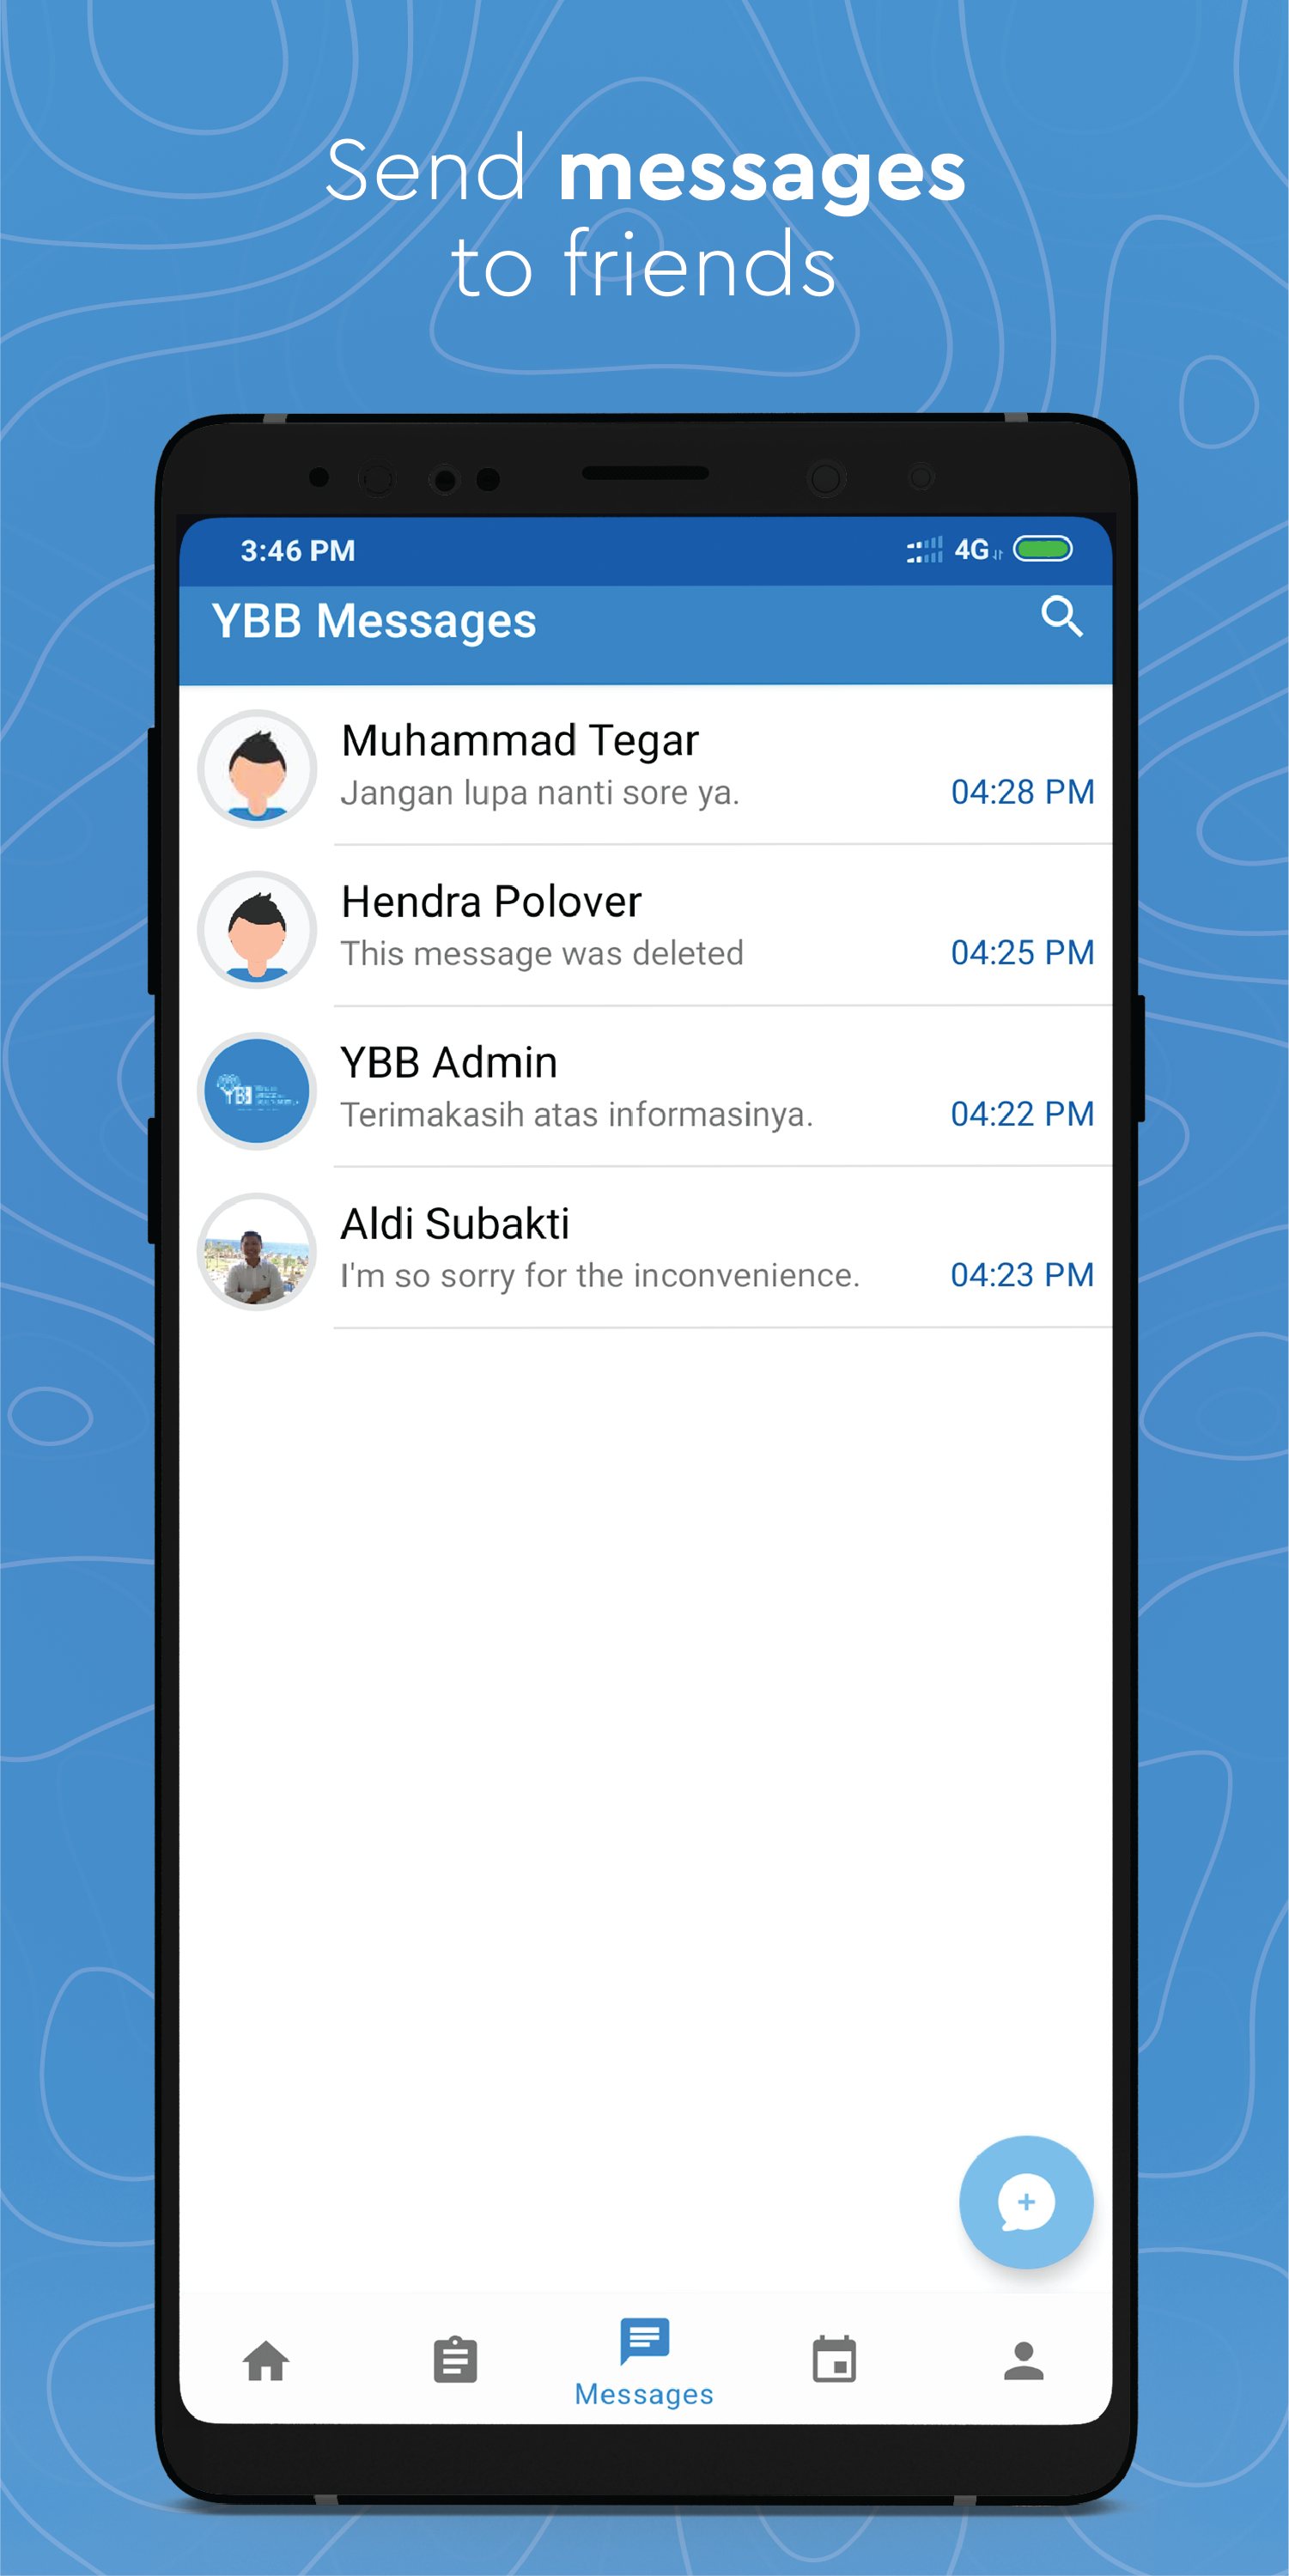 Send messages
to friends
3:46 PM 4G
YBB Messages
Muhammad Tegar
Jangan lupa nanti sore ya. 04:28 PM
Hendra Polover
This message was deleted 04:25 PM
YBB Admin
YBB
Terimakasih atas informasinya. 04:22 PM
Aldi Subakti
I'm so sorry for the inconvenience. 04:23 PM
Messages